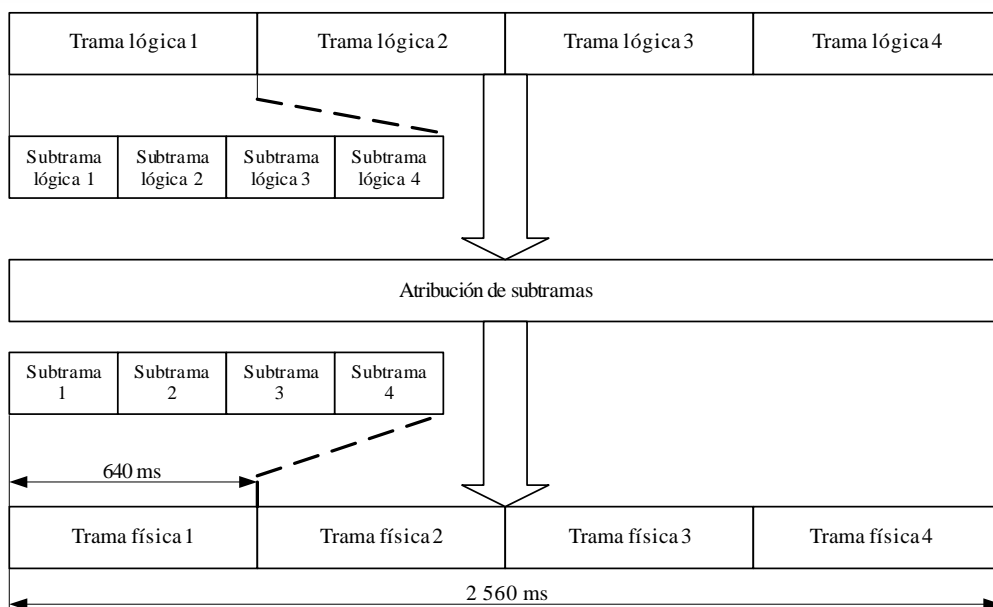 Trama lógica 1
Trama lógica 2
Trama lógica 3
Trama lógica 4
Subtrama
lógica 1
Subtrama
lógica 2
Subtrama
lógica 3
Subtrama
lógica 4
Atribución de subtramas
Subtrama
1
Subtrama
2
Subtrama
3
Subtrama
4
640 ms
Trama física 1
Trama física 2
Trama física 3
Trama física 4
2 560 ms